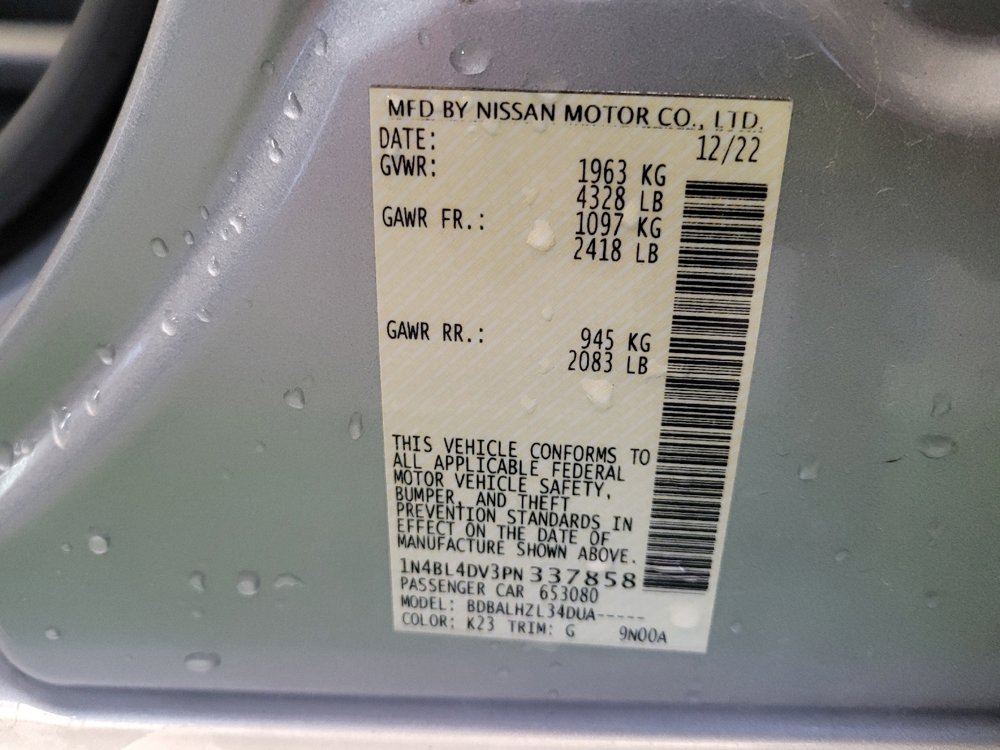 MFD BY NISSAN MOTOR CO., LTD.
DATE: 12/22
GVWR: 1963 KG
4328 LB
GAWR FR.: 1097 KG
2418 LB
GAWR RR.: 945 KG
2083 LB
THIS VEHICLE CONFORMS TO
ALL APPLICABLE FEDERAL
MOTOR VEHICLE SAFETY,
BUMPER, AND THEFT
PREVENTION STANDARDS IN
EFFECT ON THE DATE OF
MANUFACTURE SHOWN ABOVE.
1N4BL4DV3PN337858
PASSENGER CAR 653080
MODEL: BDBALHZL34DUA-----
COLOR: K23 TRIM: G 9N00A